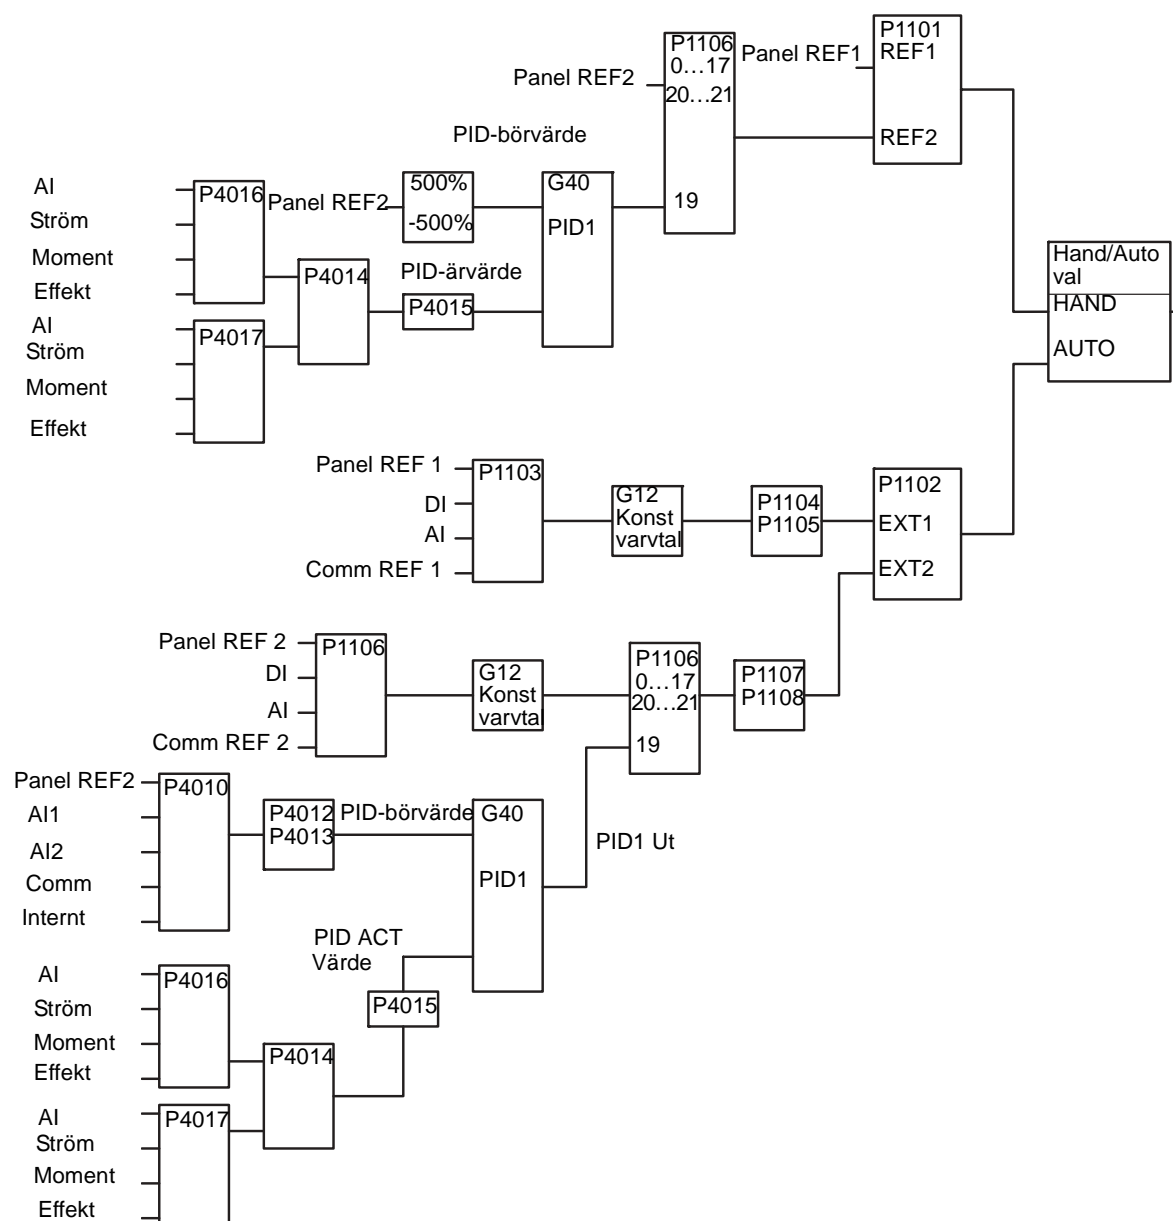 P1101
REF1
REF2
Panel REF1
P1106
0…17
20…21
19
Panel REF2
PID-börvärde
G40
PID1
500%
-500%
Panel REF2
AI
Ström
Moment
Effekt
P4016
P4014
PID-ärvärde
P4015
AI
Ström
Moment
Effekt
P4017
Hand/Auto
val
HAND
AUTO
Panel REF 1
DI
AI
Comm REF 1
P1103
G12
Konst
varvtal
P1104
P1105
P1102
EXT1
EXT2
Panel REF 2
DI
AI
Comm REF 2
P1106
G12
Konst
varvtal
P1106
0…17
20…21
19
P1107
P1108
Panel REF2
AI1
AI2
Comm
Internt
P4010
P4012
P4013
PID-börvärde
G40
PID1
PID1 Ut
PID ACT
Värde
P4015
AI
Ström
Moment
Effekt
P4016
P4014
AI
Ström
Moment
Effekt
P4017